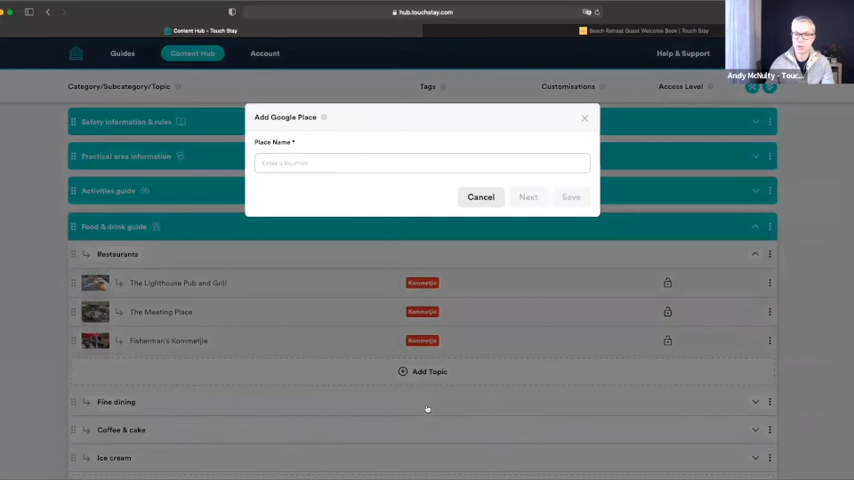 hub.touchstay.com
Content Hub - Touch Stay
Beach Retreat Guest Welcome Book | Touch Stay
Guides
Content Hub
Account
Help & Support
Andy McNulty - Touc...
Category/Subcategory/Topic
Tags
Customisations
Access Level
Add Google Place
Place Name *
Enter a location
Cancel
Next
Save
Safety information & rules
Practical area information
Activities guide
Food & drink guide
Restaurants
The Lighthouse Pub and Grill
Kommetjie
The Meeting Place
Kommetjie
Fisherman's Kommetjie
Kommetjie
Add Topic
Fine dining
Coffee & cake
Ice cream